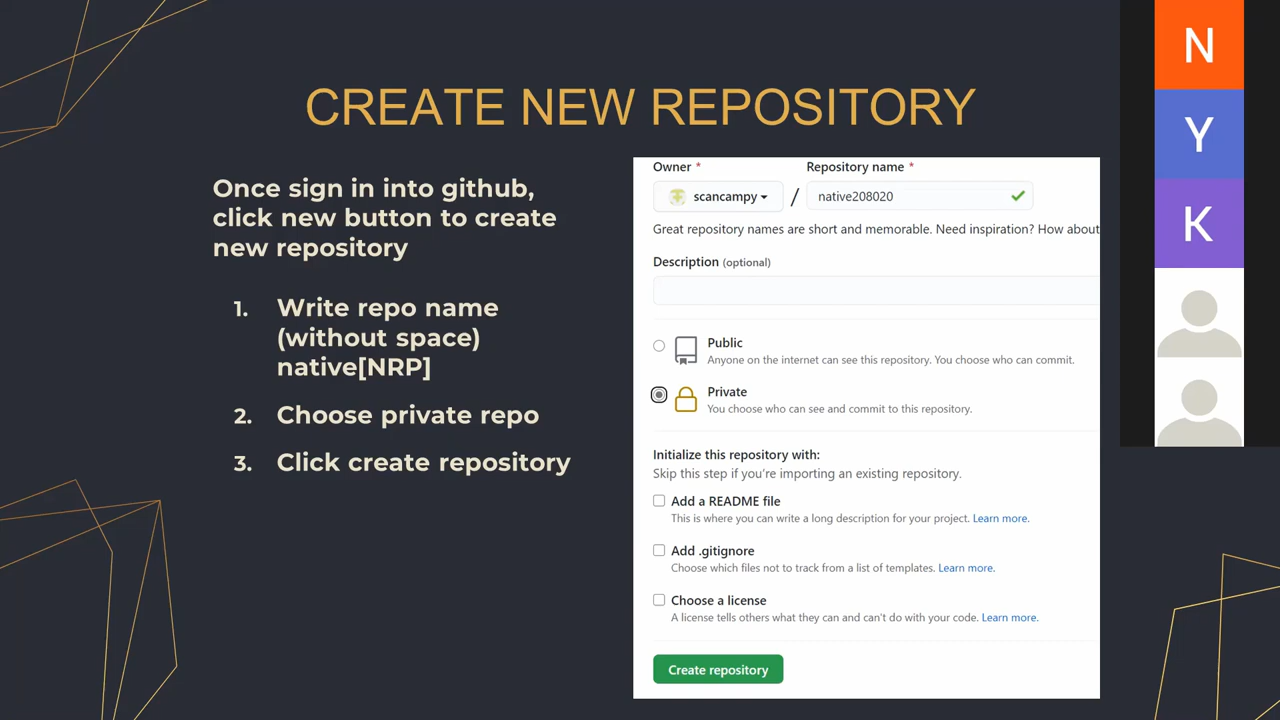 CREATE NEW REPOSITORY
Once sign in into github,
click new button to create
new repository
1. Write repo name
(without space)
native[NRP]
2. Choose private repo
3. Click create repository
Owner * Repository name *
scancampy / native208020
Great repository names are short and memorable. Need inspiration? How about
Description (optional)
Public
Anyone on the internet can see this repository. You choose who can commit.
Private
You choose who can see and commit to this repository.
Initialize this repository with:
Skip this step if you're importing an existing repository.
Add a README file
This is where you can write a long description for your project. Learn more.
Add .gitignore
Choose which files not to track from a list of templates. Learn more.
Choose a license
A license tells others what they can and can't do with your code. Learn more.
Create repository
N
Y
K